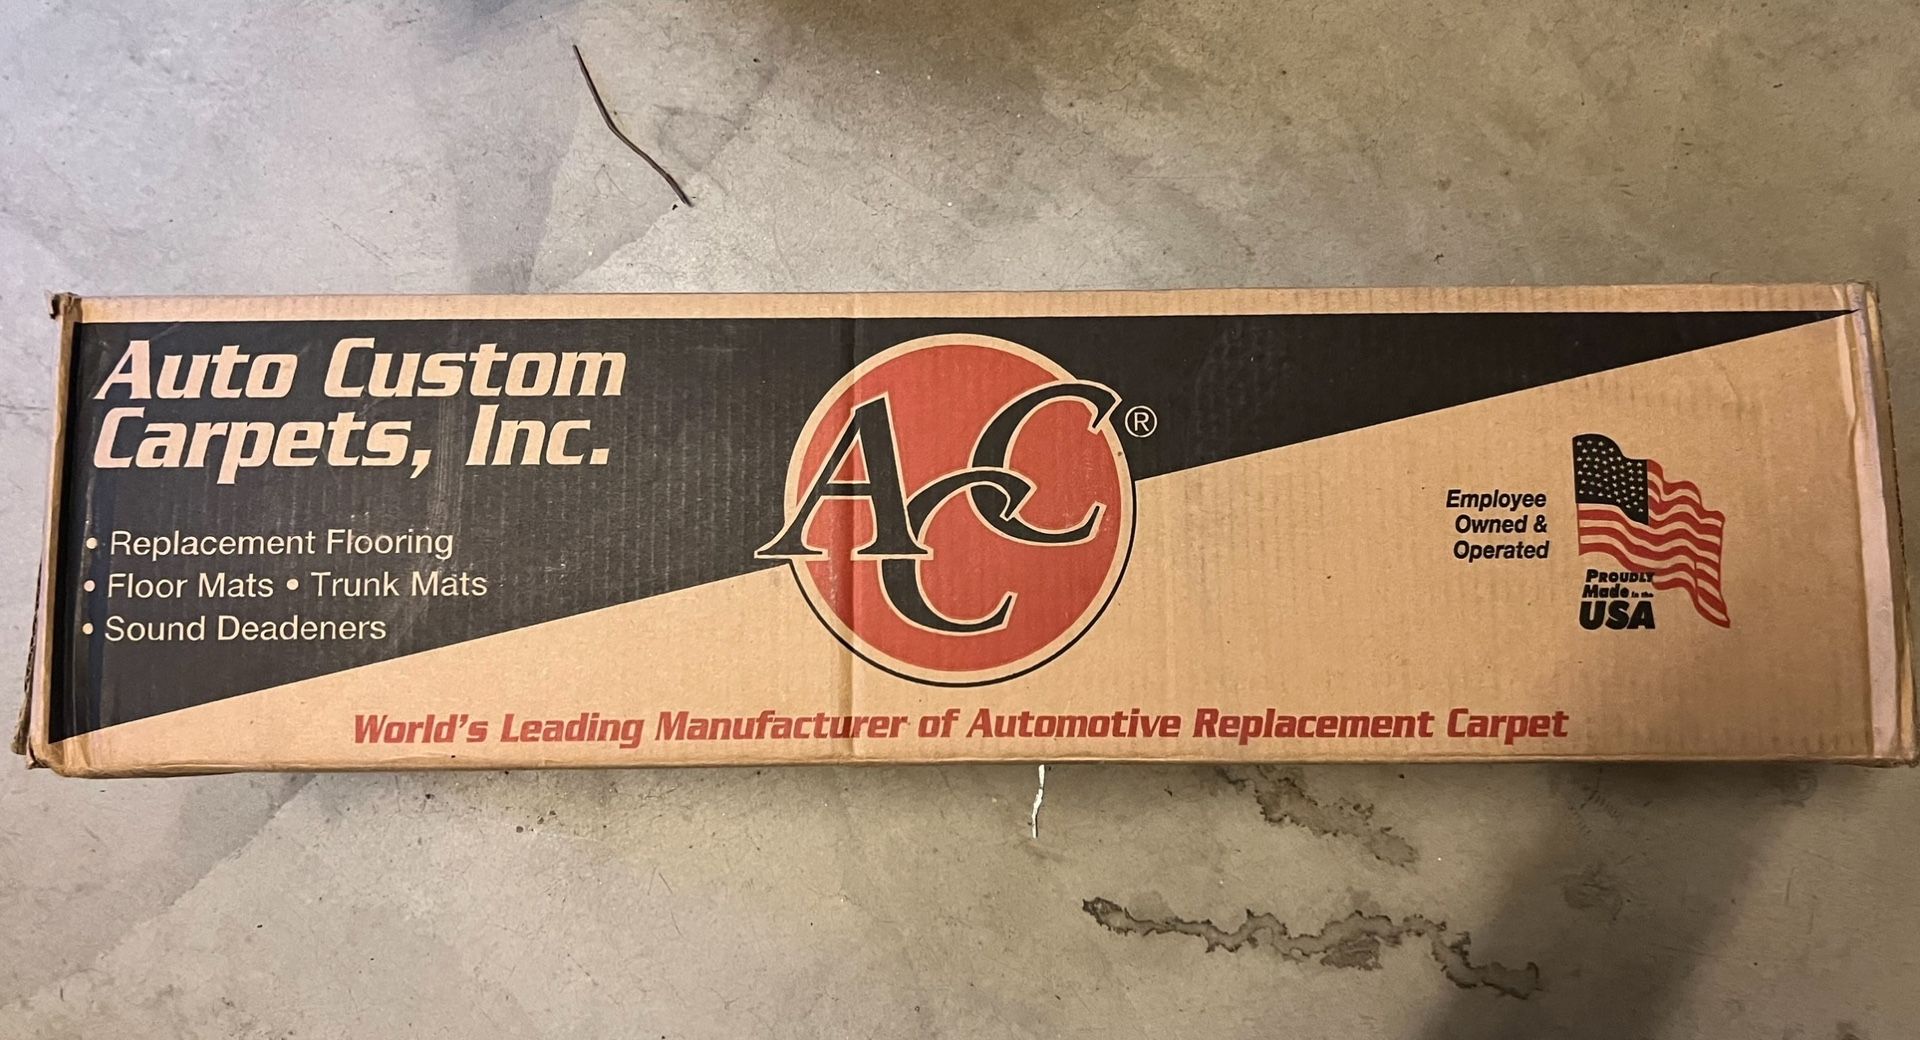 Auto Custom
Carpets, Inc.
• Replacement Flooring
• Floor Mats • Trunk Mats
• Sound Deadeners
ACC®
Employee
Owned &
Operated
PROUDLY
Made in the
USA
World's Leading Manufacturer of Automotive Replacement Carpet